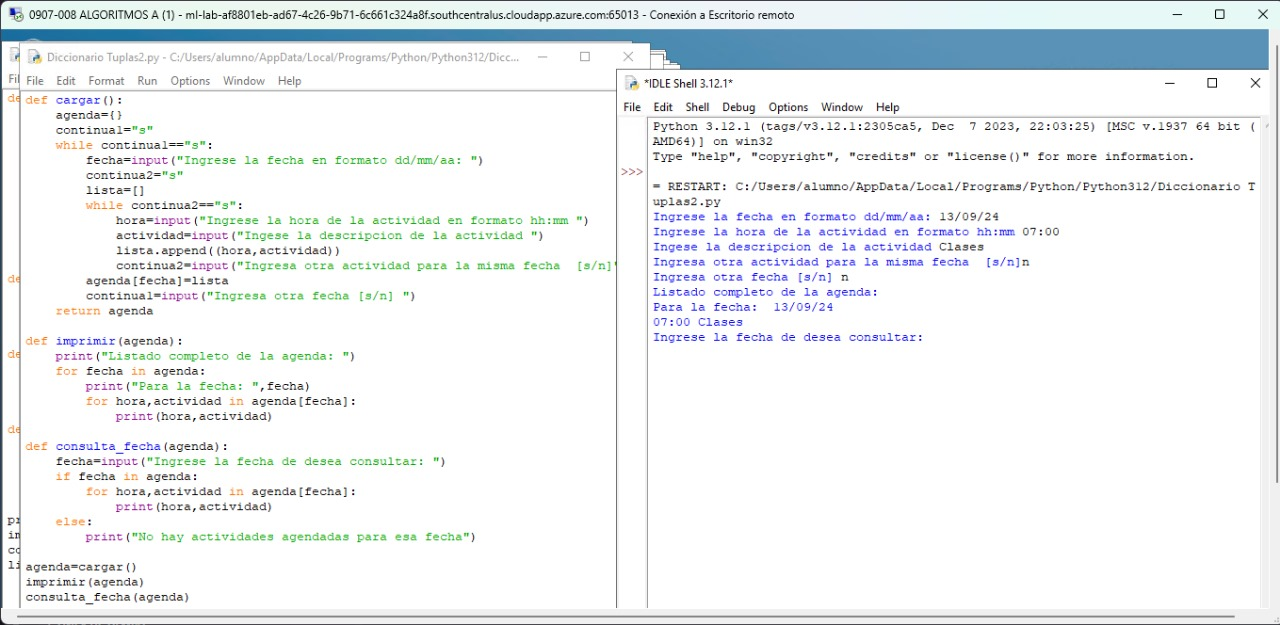 0907-008 ALGORITMOS A (1) - ml-lab-af8801eb-ad67-4c26-9b71-6c661c324a8f.southcentralus.cloudapp.azure.com:65013 - Conexión a Escritorio remoto
Diccionario Tuplas2.py - C:/Users/alumno/AppData/Local/Programs/Python/Python312/Dicc...
File Edit Format Run Options Window Help
def cargar():
    agenda={}
    continua1="s"
    while continua1=="s":
        fecha=input("Ingrese la fecha en formato dd/mm/aa: ")
        continua2="s"
        lista=[]
        while continua2=="s":
            hora=input("Ingrese la hora de la actividad en formato hh:mm ")
            actividad=input("Ingese la descripcion de la actividad ")
            lista.append((hora,actividad))
            continua2=input("Ingresa otra actividad para la misma fecha  [s/n]"
        agenda[fecha]=lista
        continua1=input("Ingresa otra fecha [s/n] ")
    return agenda
def imprimir(agenda):
    print("Listado completo de la agenda: ")
    for fecha in agenda:
        print("Para la fecha: ",fecha)
        for hora,actividad in agenda[fecha]:
            print(hora,actividad)
def consulta_fecha(agenda):
    fecha=input("Ingrese la fecha de desea consultar: ")
    if fecha in agenda:
        for hora,actividad in agenda[fecha]:
            print(hora,actividad)
    else:
        print("No hay actividades agendadas para esa fecha")
agenda=cargar()
imprimir(agenda)
consulta_fecha(agenda)
*IDLE Shell 3.12.1*
File Edit Shell Debug Options Window Help
Python 3.12.1 (tags/v3.12.1:2305ca5, Dec  7 2023, 22:03:25) [MSC v.1937 64 bit (
AMD64)] on win32
Type "help", "copyright", "credits" or "license()" for more information.
>>>
= RESTART: C:/Users/alumno/AppData/Local/Programs/Python/Python312/Diccionario T
uplas2.py
Ingrese la fecha en formato dd/mm/aa: 13/09/24
Ingrese la hora de la actividad en formato hh:mm 07:00
Ingese la descripcion de la actividad Clases
Ingresa otra actividad para la misma fecha  [s/n]n
Ingresa otra fecha [s/n] n
Listado completo de la agenda:
Para la fecha:  13/09/24
07:00 Clases
Ingrese la fecha de desea consultar: